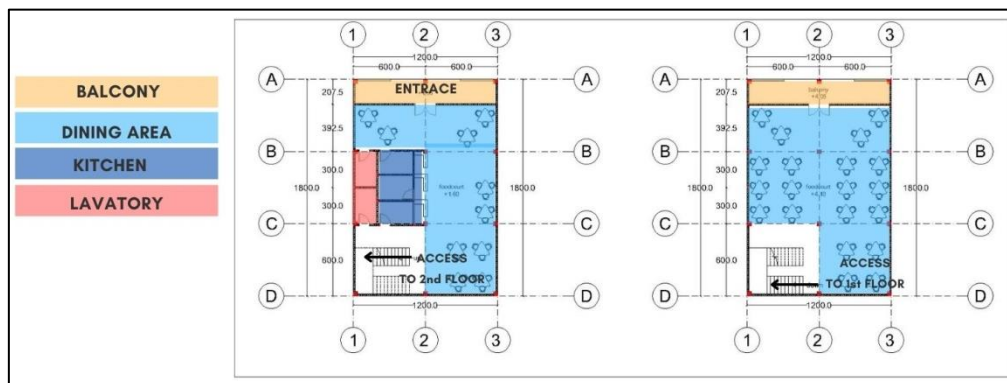 BALCONY
DINING AREA
KITCHEN
LAVATORY
1 2 3
1200.0
600.0 600.0
A A
207.5
ENTRACE
392.5
B B
300.0
1800.0 1800.0
foodcourt
300.0
C C
600.0
ACCESS
TO 2nd FLOOR
D D
1200.0
1 2 3
1 2 3
1200.0
600.0 600.0
A A
207.5
balcony
392.5
B B
300.0
1800.0 1800.0
foodcourt
300.0
C C
600.0
ACCESS
TO 1st FLOOR
D D
1200.0
1 2 3